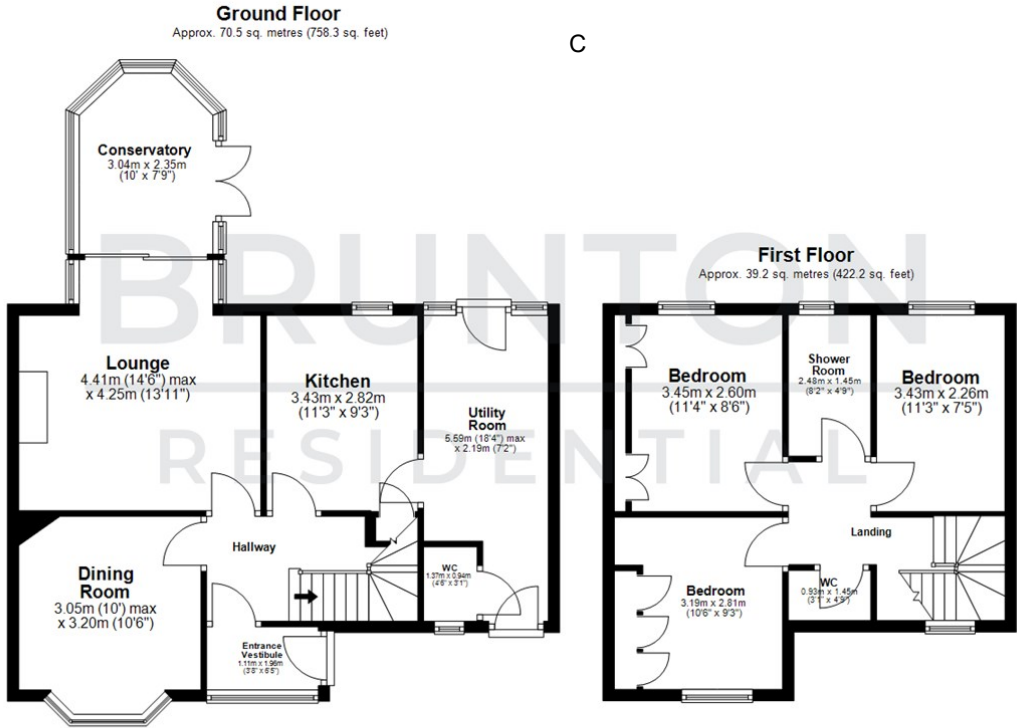 Ground Floor
Approx. 70.5 sq. metres (758.3 sq. feet)
C
Conservatory
3.04m x 2.35m
(10' x 7'9")
BRUNTON
RESIDENTIAL
Lounge
4.41m (14'6") max
x 4.25m (13'11")
Kitchen
3.43m x 2.82m
(11'3" x 9'3")
Utility
Room
5.59m (18'4") max
x 2.19m (7'2")
Hallway
Dining
Room
3.05m (10') max
x 3.20m (10'6")
WC
1.37m x 0.94m
(4'6" x 3'1")
Entrance
Vestibule
1.11m x 1.96m
(3'8" x 6'5")
First Floor
Approx. 39.2 sq. metres (422.2 sq. feet)
Bedroom
3.45m x 2.60m
(11'4" x 8'6")
Shower
Room
2.48m x 1.45m
(8'2" x 4'9")
Bedroom
3.43m x 2.26m
(11'3" x 7'5")
Landing
Bedroom
3.19m x 2.81m
(10'6" x 9'3")
WC
0.93m x 1.45m
(3'1" x 4'9")